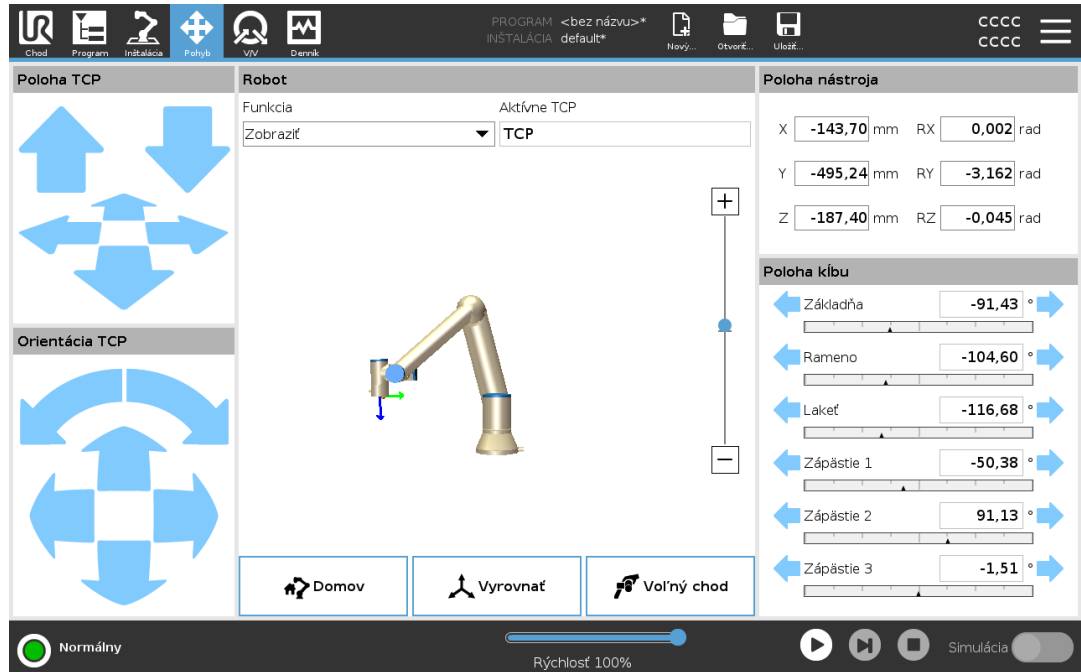 PROGRAM <bez názvu>*
INŠTALÁCIA default*
Chod Program Inštalácia Pohyb V/V Denník Nový... Otvoriť... Uložiť...
CCCC
CCCC
Poloha TCP
Orientácia TCP
Robot
Funkcia Aktívne TCP
Zobraziť TCP
+
−
Domov Vyrovnať Voľný chod
Poloha nástroja
X -143,70 mm RX 0,002 rad
Y -495,24 mm RY -3,162 rad
Z -187,40 mm RZ -0,045 rad
Poloha kĺbu
Základňa -91,43 °
Rameno -104,60 °
Lakeť -116,68 °
Zápästie 1 -50,38 °
Zápästie 2 91,13 °
Zápästie 3 -1,51 °
Normálny
Rýchlosť 100%
Simulácia